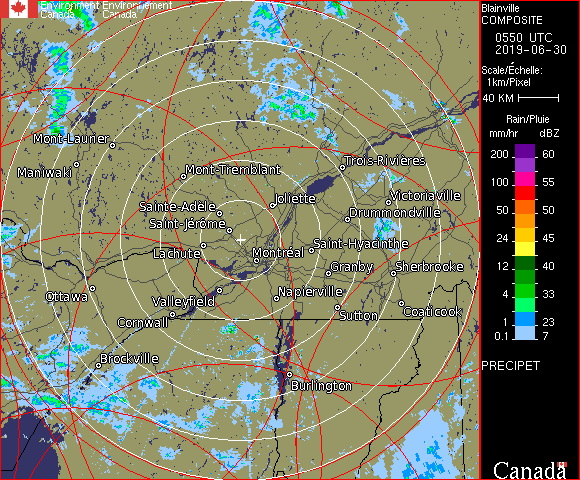 Environment Environnement
Canada Canada
Mont-Laurier
Maniwaki
Mont-Tremblant
Trois-Rivières
Sainte-Adèle
Joliette
Victoriaville
Saint-Jérôme
Drummondville
Lachute
Montréal
Saint-Hyacinthe
Granby
Sherbrooke
Ottawa
Valleyfield
Napierville
Cornwall
Sutton
Coaticook
Brockville
Burlington
Blainville
COMPOSITE
0550 UTC
2019-06-30
Scale/Échelle:
1km/Pixel
40 KM
Rain/Pluie
mm/hr dBZ
200 60
100 55
50 50
24 45
12 40
4 33
1 23
0.1 7
PRECIPET
Canada